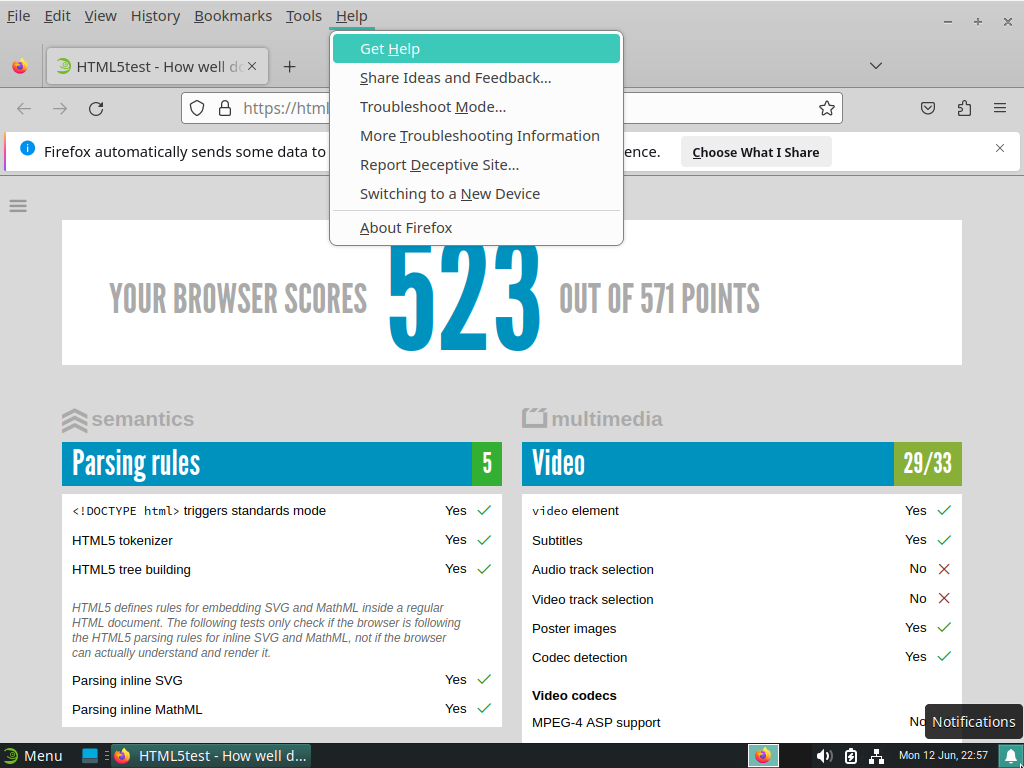 File Edit View History Bookmarks Tools Help
HTML5test - How well do
https://html
Get Help
Share Ideas and Feedback...
Troubleshoot Mode...
More Troubleshooting Information
Report Deceptive Site...
Switching to a New Device
About Firefox
Firefox automatically sends some data to
ence.
Choose What I Share
YOUR BROWSER SCORES 523 OUT OF 571 POINTS
semantics
Parsing rules 5
<!DOCTYPE html> triggers standards mode Yes
HTML5 tokenizer Yes
HTML5 tree building Yes
HTML5 defines rules for embedding SVG and MathML inside a regular
HTML document. The following tests only check if the browser is following
the HTML5 parsing rules for inline SVG and MathML, not if the browser
can actually understand and render it.
Parsing inline SVG Yes
Parsing inline MathML Yes
multimedia
Video 29/33
video element Yes
Subtitles Yes
Audio track selection No
Video track selection No
Poster images Yes
Codec detection Yes
Video codecs
MPEG-4 ASP support No
Notifications
Menu
HTML5test - How well d...
Mon 12 Jun, 22:57